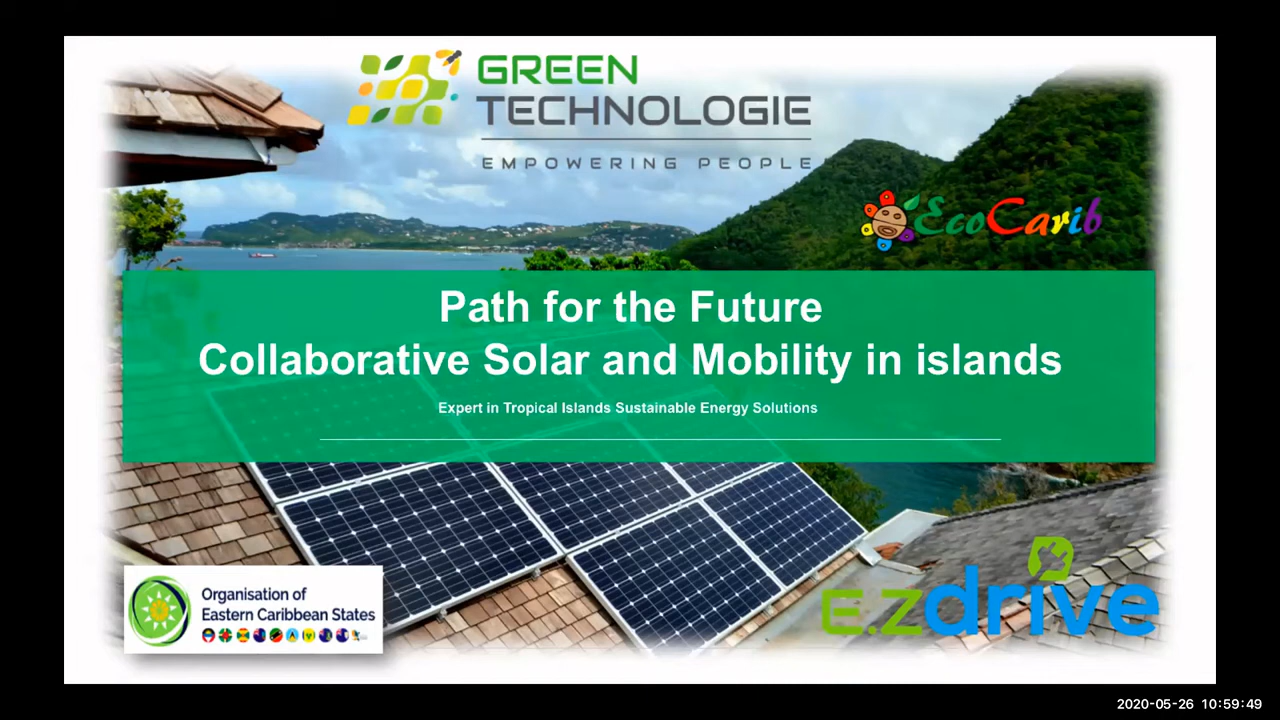 GREEN
TECHNOLOGIE
EMPOWERING PEOPLE
EcoCarib
Path for the Future
Collaborative Solar and Mobility in islands
Expert in Tropical Islands Sustainable Energy Solutions
Organisation of
Eastern Caribbean States
e.zdrive
2020-05-26 10:59:49